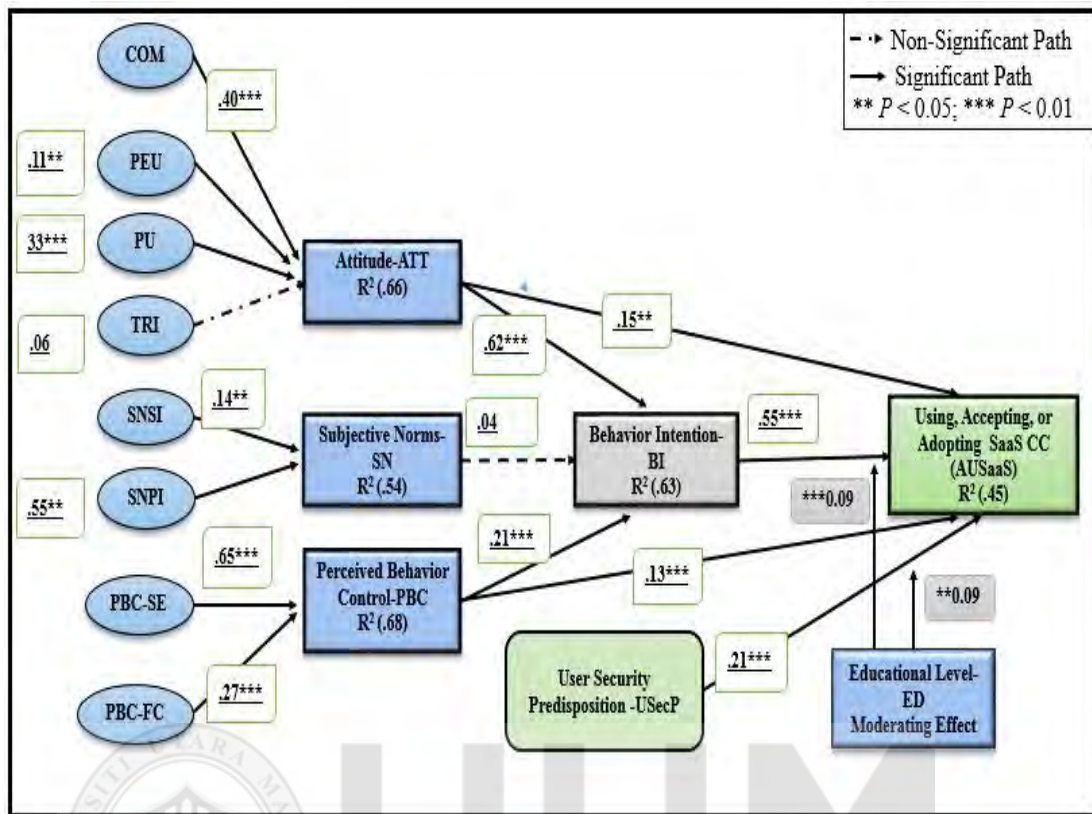 COM
.40***
Non-Significant Path
Significant Path
** P < 0.05; *** P < 0.01
.11**
PEU
33***
PU
.06
TRI
Attitude-ATT
R² (.66)
.15**
.62***
SNSI
.14**
.55**
SNPI
Subjective Norms-
SN
R² (.54)
.04
Behavior Intention-
BI
R² (.63)
.55***
Using, Accepting, or
Adopting SaaS CC
(AUSaaS)
R² (.45)
***0.09
.65***
PBC-SE
Perceived Behavior
Control-PBC
R² (.68)
.21***
.13***
**0.09
PBC-FC
.27***
User Security
Predisposition -USecP
.21***
Educational Level-
ED
Moderating Effect
UUM